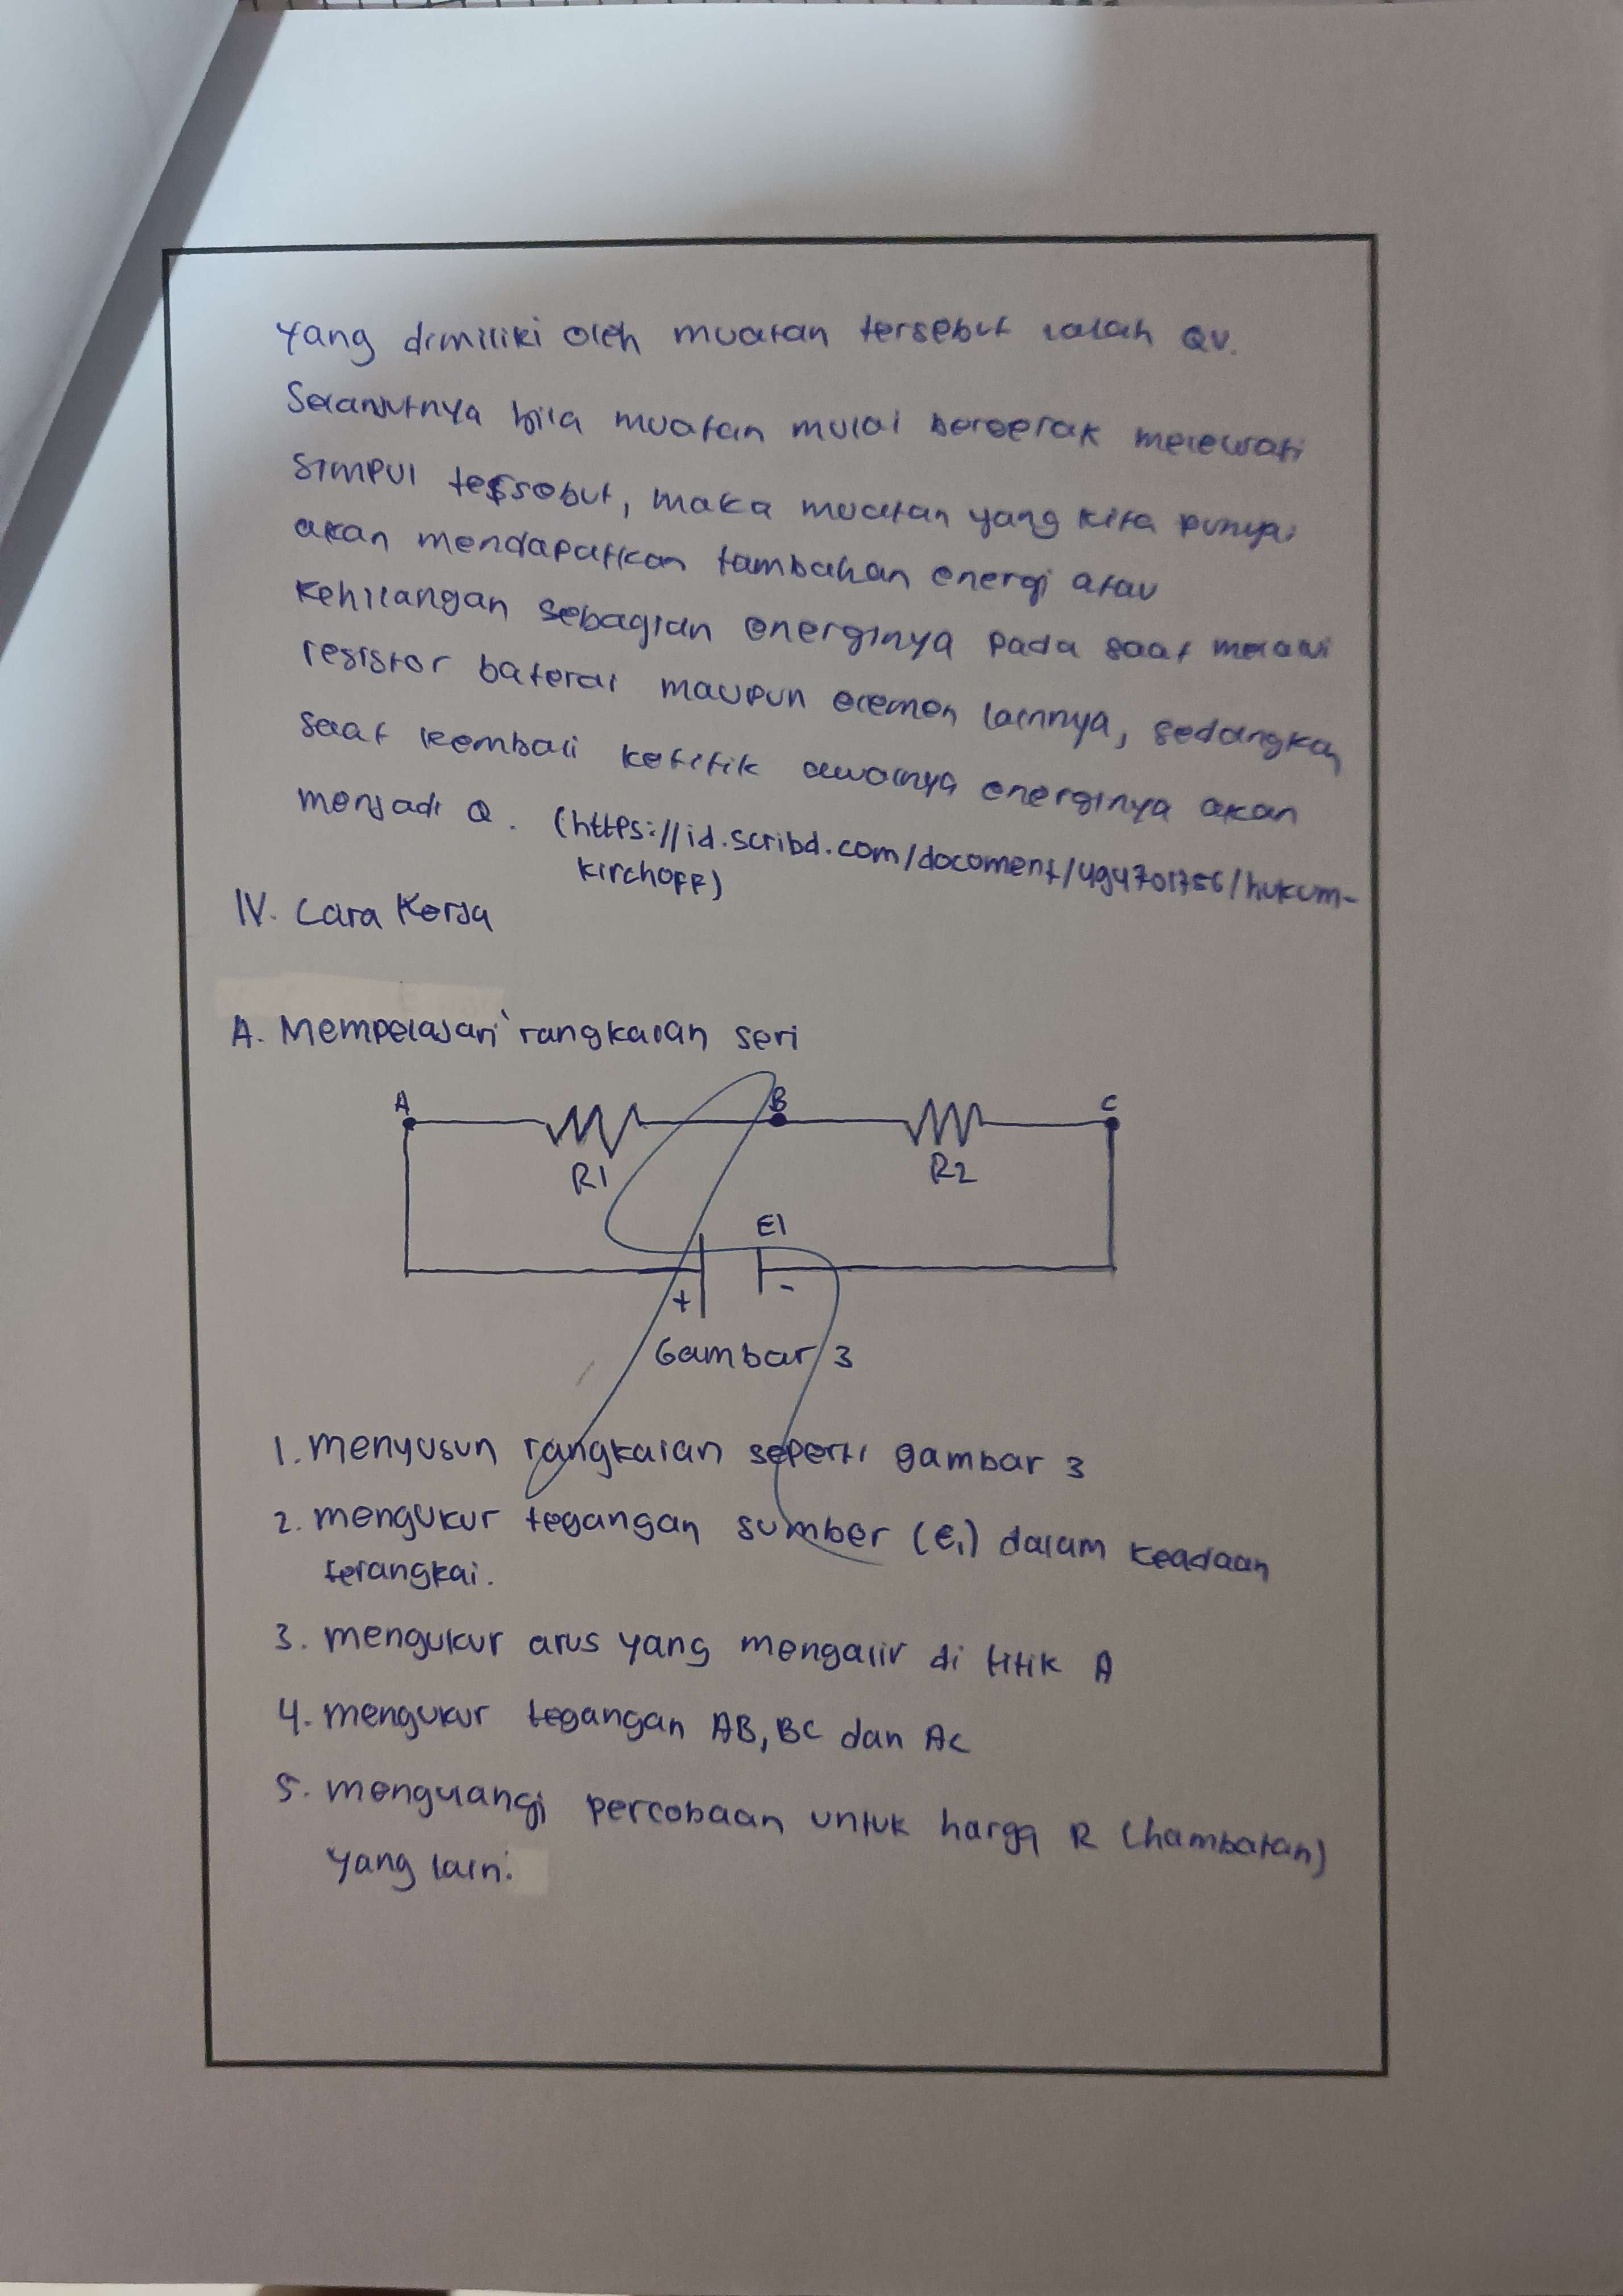 yang dimiliki oleh muatan tersebut ialah QV.
Selanjutnya bila muatan mulai bergerak melewati
simpul tersebut, maka muatan yang kita punyai
akan mendapatkan tambahan energi atau
kehilangan sebagian energinya pada saat melalui
resistor baterai maupun elemen lainnya, sedangkan
saat kembali ketitik awalnya energinya akan
menjadi Q. (https://id.scribd.com/document/494701756/hukum-
kirchoff)
IV. Cara Kerja
A. Mempelajari rangkaian seri
A B C
R1 R2
E1
+ -
Gambar 3
1. menyusun rangkaian seperti gambar 3
2. mengukur tegangan sumber (E1) dalam keadaan
terangkai.
3. mengukur arus yang mengalir di titik A
4. mengukur tegangan AB, BC dan AC
5. mengulangi percobaan untuk harga R (hambatan)
yang lain.